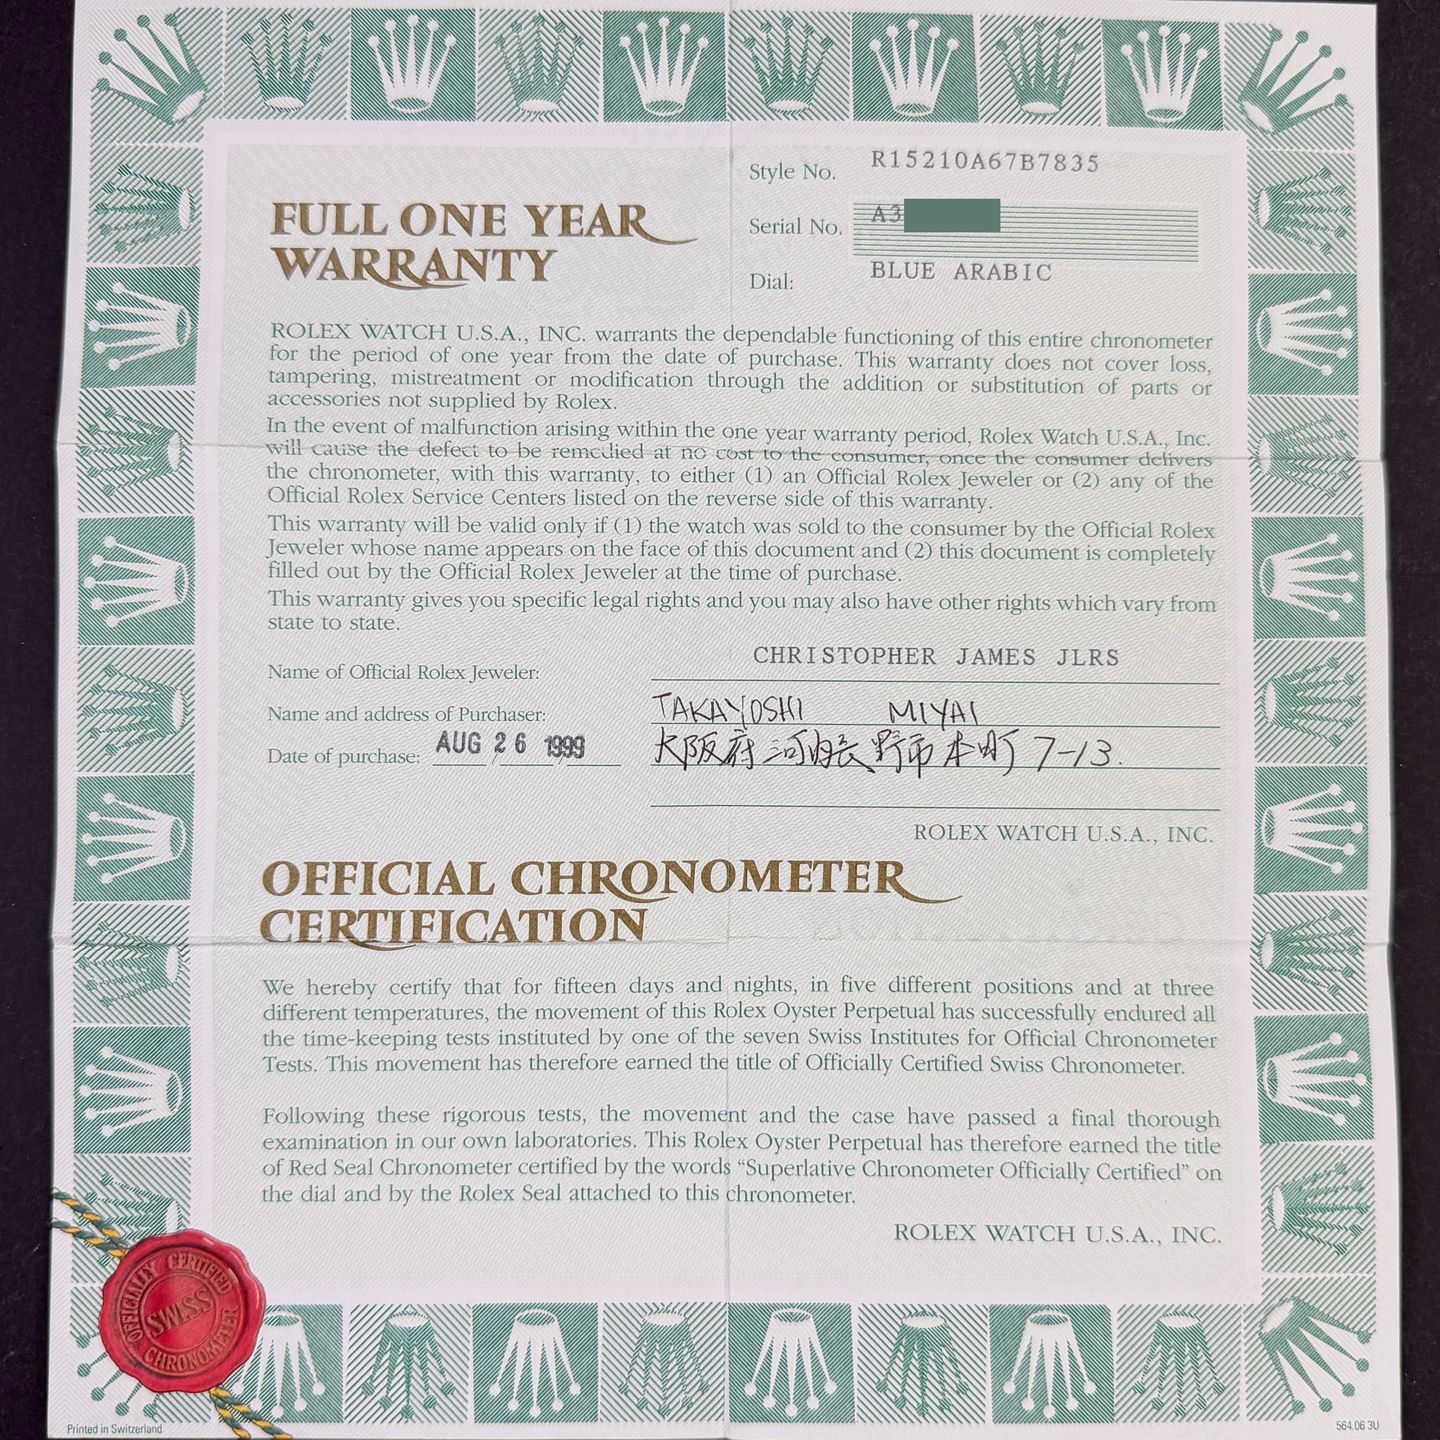 Style No. R15210A67B7835
FULL ONE YEAR
WARRANTY
Serial No. A3
Dial: BLUE ARABIC
ROLEX WATCH U.S.A., INC. warrants the dependable functioning of this entire chronometer
for the period of one year from the date of purchase. This warranty does not cover loss,
tampering, mistreatment or modification through the addition or substitution of parts or
accessories not supplied by Rolex.
In the event of malfunction arising within the one year warranty period, Rolex Watch U.S.A., Inc.
will cause the defect to be remedied at no cost to the consumer, once the consumer delivers
the chronometer, with this warranty, to either (1) an Official Rolex Jeweler or (2) any of the
Official Rolex Service Centers listed on the reverse side of this warranty.
This warranty will be valid only if (1) the watch was sold to the consumer by the Official Rolex
Jeweler whose name appears on the face of this document and (2) this document is completely
filled out by the Official Rolex Jeweler at the time of purchase.
This warranty gives you specific legal rights and you may also have other rights which vary from
state to state.
Name of Official Rolex Jeweler: CHRISTOPHER JAMES JLRS
Name and address of Purchaser: TAKAYOSHI MIYAI
Date of purchase: AUG 26 1999 大阪府河内長野市本町7-13.
ROLEX WATCH U.S.A., INC.
OFFICIAL CHRONOMETER
CERTIFICATION
We hereby certify that for fifteen days and nights, in five different positions and at three
different temperatures, the movement of this Rolex Oyster Perpetual has successfully endured all
the time-keeping tests instituted by one of the seven Swiss Institutes for Official Chronometer
Tests. This movement has therefore earned the title of Officially Certified Swiss Chronometer.
Following these rigorous tests, the movement and the case have passed a final thorough
examination in our own laboratories. This Rolex Oyster Perpetual has therefore earned the title
of Red Seal Chronometer certified by the words “Superlative Chronometer Officially Certified” on
the dial and by the Rolex Seal attached to this chronometer.
ROLEX WATCH U.S.A., INC.
OFFICIALLY CERTIFIED
SWISS
CHRONOMETER
Printed in Switzerland
564.06 3U